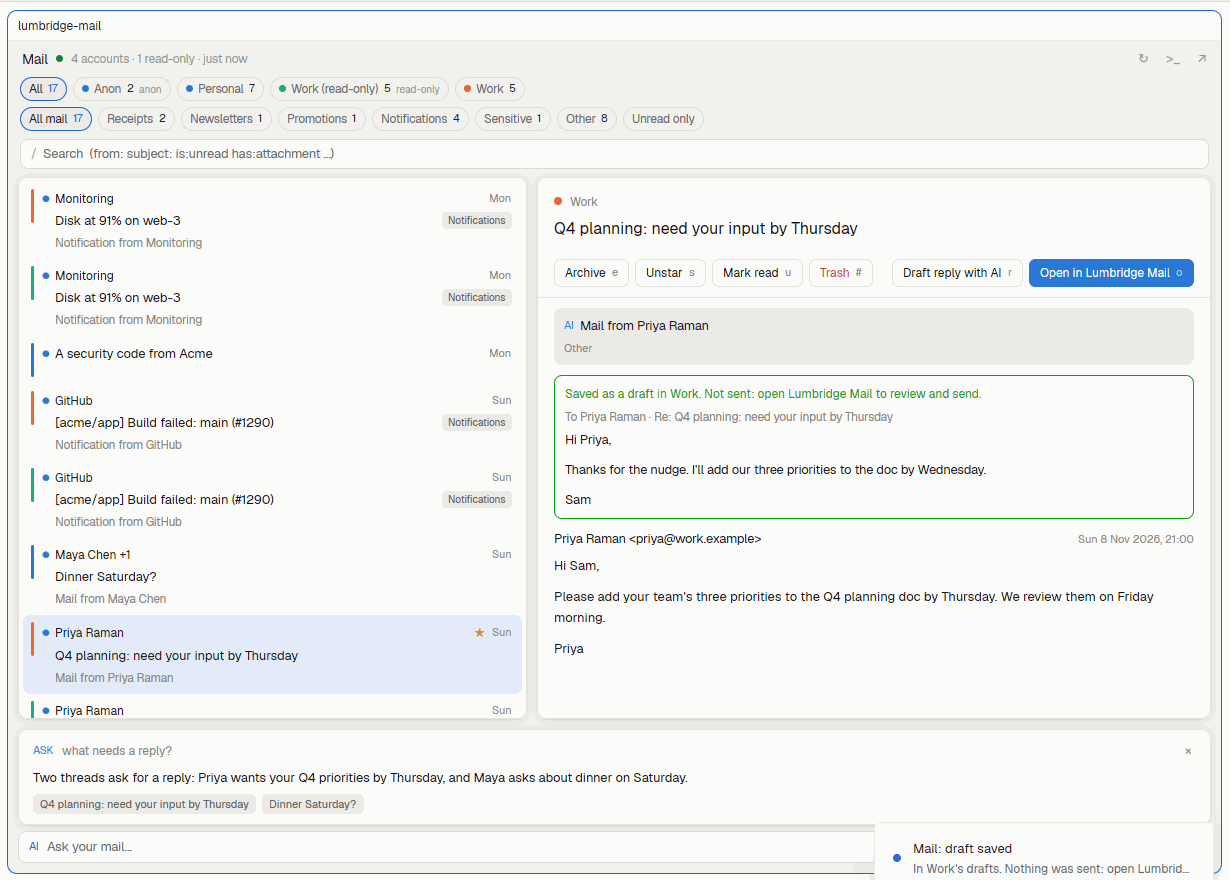 lumbridge-mail
Mail 4 accounts · 1 read-only · just now ↻ >_ ↗
All 17 Anon 2 anon Personal 7 Work (read-only) 5 read-only Work 5
All mail 17 Receipts 2 Newsletters 1 Promotions 1 Notifications 4 Sensitive 1 Other 8 Unread only
/ Search (from: subject: is:unread has:attachment ...)
Monitoring Mon
Disk at 91% on web-3 Notifications
Notification from Monitoring
Monitoring Mon
Disk at 91% on web-3 Notifications
Notification from Monitoring
A security code from Acme Mon
GitHub Sun
[acme/app] Build failed: main (#1290) Notifications
Notification from GitHub
GitHub Sun
[acme/app] Build failed: main (#1290) Notifications
Notification from GitHub
Maya Chen +1 Sun
Dinner Saturday?
Mail from Maya Chen
Priya Raman ★ Sun
Q4 planning: need your input by Thursday
Mail from Priya Raman
Priya Raman Sun
Work
Q4 planning: need your input by Thursday
Archive e Unstar s Mark read u Trash # Draft reply with AI r Open in Lumbridge Mail o
AI Mail from Priya Raman
Other
Saved as a draft in Work. Not sent: open Lumbridge Mail to review and send.
To Priya Raman · Re: Q4 planning: need your input by Thursday
Hi Priya,
Thanks for the nudge. I'll add our three priorities to the doc by Wednesday.
Sam
Priya Raman <priya@work.example> Sun 8 Nov 2026, 21:00
Hi Sam,
Please add your team's three priorities to the Q4 planning doc by Thursday. We review them on Friday
morning.
Priya
ASK what needs a reply? ×
Two threads ask for a reply: Priya wants your Q4 priorities by Thursday, and Maya asks about dinner on Saturday.
Q4 planning: need your input by Thursday Dinner Saturday?
AI Ask your mail...
Mail: draft saved
In Work's drafts. Nothing was sent: open Lumbrid...